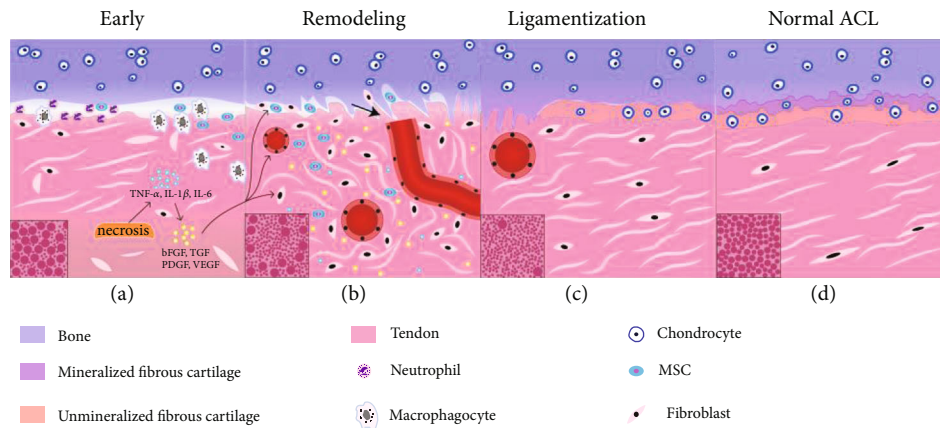 Early Remodeling Ligamentization Normal ACL
TNF-α, IL-1β, IL-6
necrosis
bFGF, TGF
PDGF, VEGF
(a) (b) (c) (d)
Bone Tendon Chondrocyte
Mineralized fibrous cartilage Neutrophil MSC
Unmineralized fibrous cartilage Macrophagocyte Fibroblast